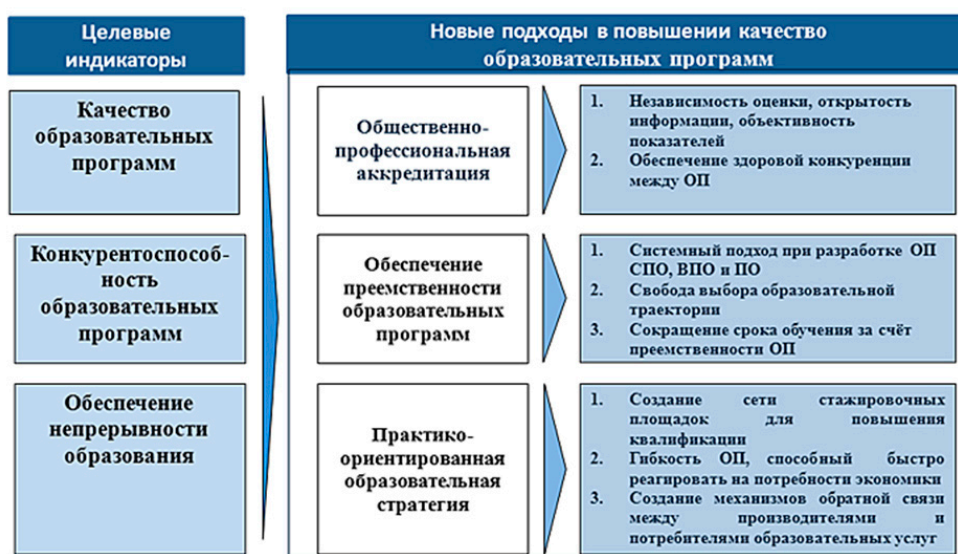 Целевые
индикаторы
Качество
образовательных
программ
Конкурентоспособ-
ность
образовательных
программ
Обеспечение
непрерывности
образования
Новые подходы в повышении качество
образовательных программ
Общественно-
профессиональная
аккредитация
1. Независимость оценки, открытость
информации, объективность
показателей
2. Обеспечение здоровой конкуренции
между ОП
Обеспечение
преемственности
образовательных
программ
1. Системный подход при разработке ОП
СПО, ВПО и ПО
2. Свобода выбора образовательной
траектории
3. Сокращение срока обучения за счёт
преемственности ОП
Практико-
ориентированная
образовательная
стратегия
1. Создание сети стажировочных
площадок для повышения
квалификации
2. Гибкость ОП, способный быстро
реагировать на потребности экономики
3. Создание механизмов обратной связи
между производителями и
потребителями образовательных услуг